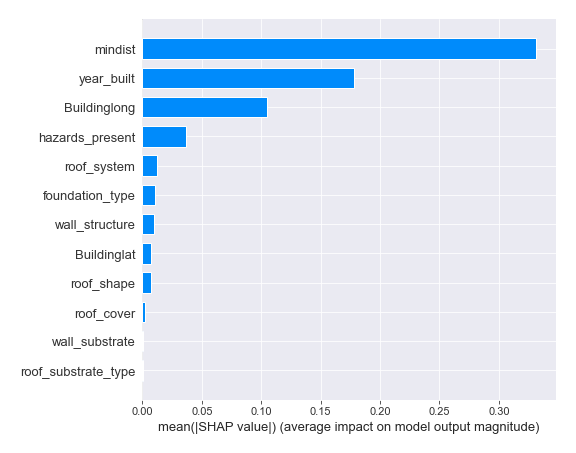 mindist
year_built
Buildinglong
hazards_present
roof_system
foundation_type
wall_structure
Buildinglat
roof_shape
roof_cover
wall_substrate
roof_substrate_type
0.00 0.05 0.10 0.15 0.20 0.25 0.30
mean(|SHAP value|) (average impact on model output magnitude)